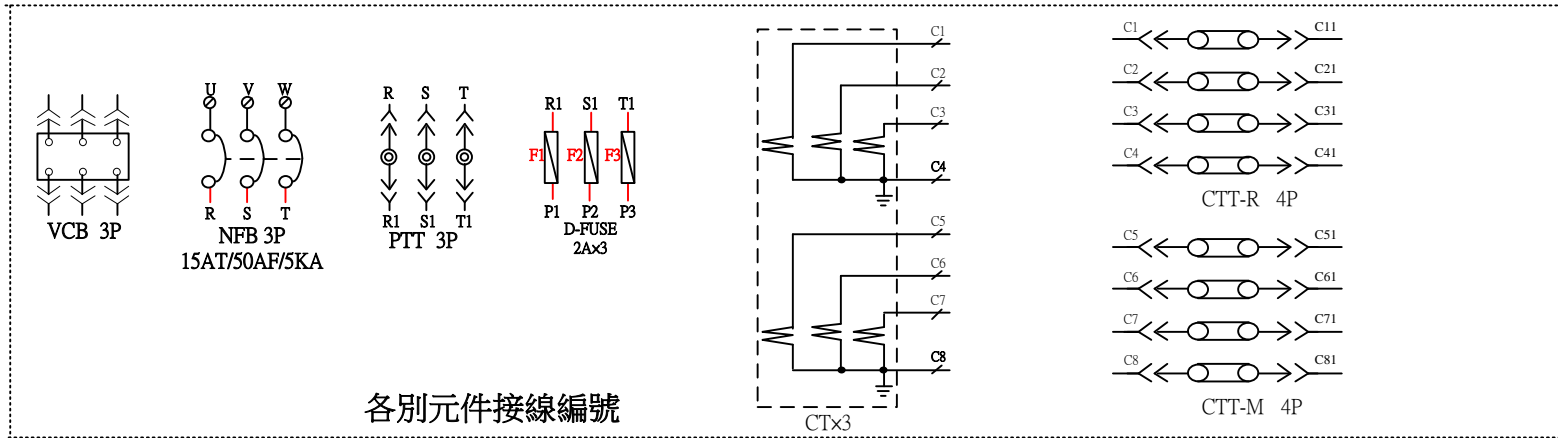 U V W
R S T
R1 S1 T1
F1 F2 F3
R S T
R1 S1 T1
P1 P2 P3
VCB 3P
NFB 3P
15AT/50AF/5KA
PTT 3P
D-FUSE
2A×3
各別元件接線編號
C1
C2
C3
C4
C5
C6
C7
C8
CT×3
C1 C11
C2 C21
C3 C31
C4 C41
CTT-R 4P
C5 C51
C6 C61
C7 C71
C8 C81
CTT-M 4P